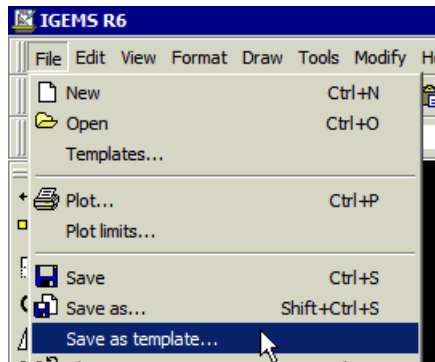 IGEMS R6
File Edit View Format Draw Tools Modify
New Ctrl+N
Open Ctrl+O
Templates...
Plot... Ctrl+P
Plot limits...
Save Ctrl+S
Save as... Shift+Ctrl+S
Save as template...